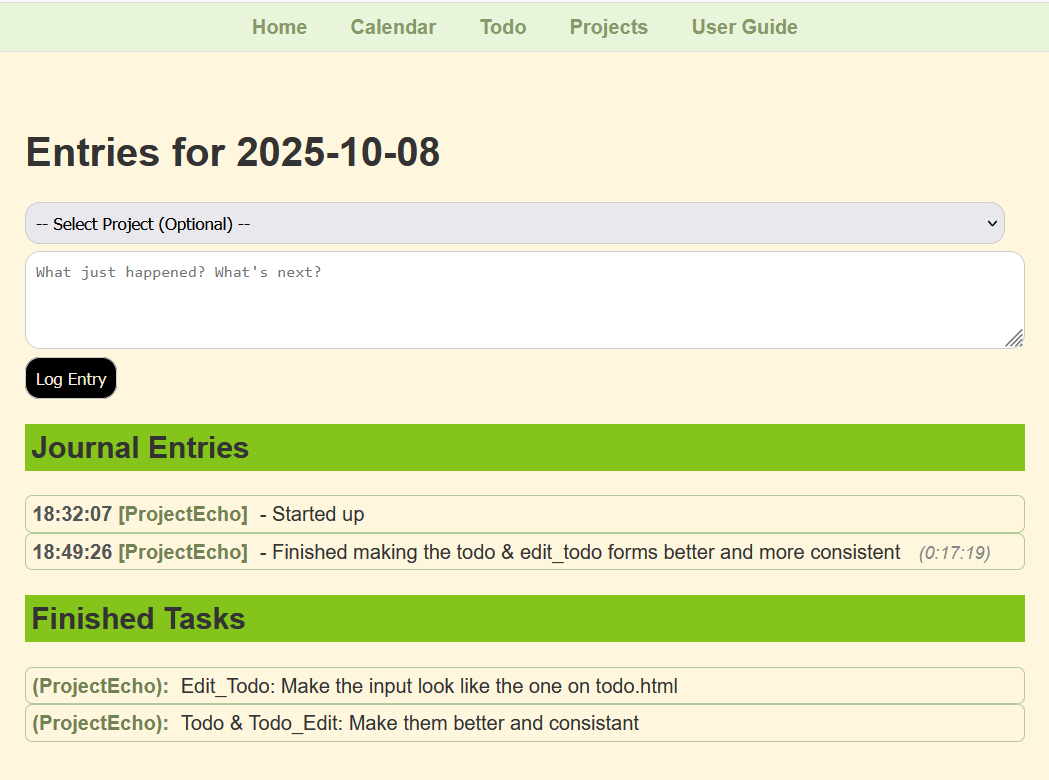 Home Calendar Todo Projects User Guide
Entries for 2025-10-08
-- Select Project (Optional) --
What just happened? What's next?
Log Entry
Journal Entries
18:32:07 [ProjectEcho] - Started up
18:49:26 [ProjectEcho] - Finished making the todo & edit_todo forms better and more consistent (0:17:19)
Finished Tasks
(ProjectEcho): Edit_Todo: Make the input look like the one on todo.html
(ProjectEcho): Todo & Todo_Edit: Make them better and consistant